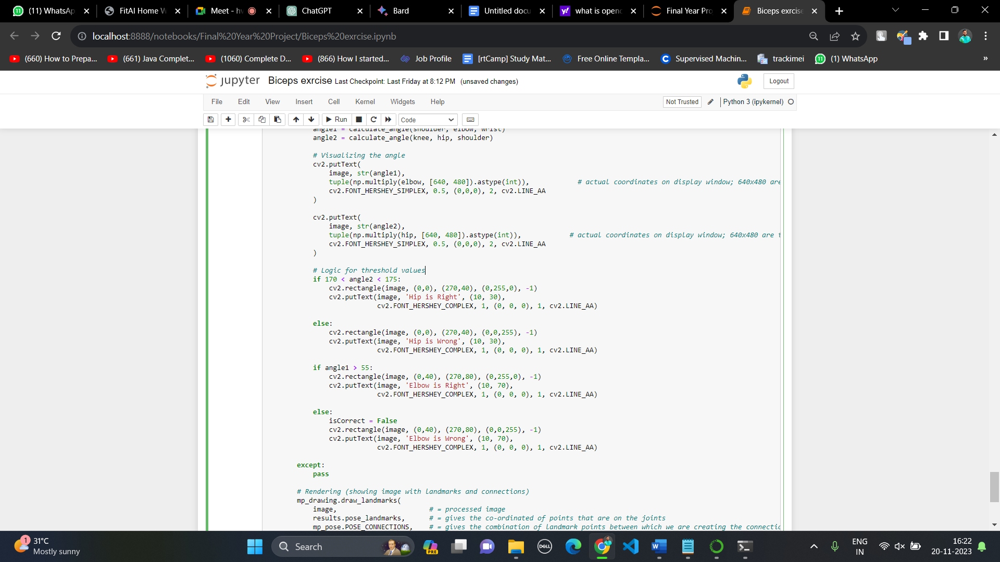 (11) WhatsAp
FitAI Home W
Meet - hv
ChatGPT
Bard
Untitled docu
what is openc
Final Year Pro
Biceps exrcise
localhost:8888/notebooks/Final%20Year%20Project/Biceps%20exrcise.ipynb
(660) How to Prepa...
(661) Java Complet...
(1060) Complete D...
(866) How I started...
Job Profile
[rtCamp] Study Mat...
Free Online Templa...
Supervised Machin...
trackimei
(1) WhatsApp
»
jupyter Biceps exrcise Last Checkpoint: Last Friday at 8:12 PM (unsaved changes)
Logout
File Edit View Insert Cell Kernel Widgets Help
Not Trusted
Python 3 (ipykernel)
Run
Code
angle1 = calculate_angle(shoulder, elbow, wrist)
angle2 = calculate_angle(knee, hip, shoulder)
# Visualizing the angle
cv2.putText(
image, str(angle1),
tuple(np.multiply(elbow, [640, 480]).astype(int)), # actual coordinates on display window; 640x480 are
cv2.FONT_HERSHEY_SIMPLEX, 0.5, (0,0,0), 2, cv2.LINE_AA
)
cv2.putText(
image, str(angle2),
tuple(np.multiply(hip, [640, 480]).astype(int)), # actual coordinates on display window; 640x480 are t
cv2.FONT_HERSHEY_SIMPLEX, 0.5, (0,0,0), 2, cv2.LINE_AA
)
# Logic for threshold values
if 170 < angle2 < 175:
cv2.rectangle(image, (0,0), (270,40), (0,255,0), -1)
cv2.putText(image, 'Hip is Right', (10, 30),
cv2.FONT_HERSHEY_COMPLEX, 1, (0, 0, 0), 1, cv2.LINE_AA)
else:
cv2.rectangle(image, (0,0), (270,40), (0,0,255), -1)
cv2.putText(image, 'Hip is Wrong', (10, 30),
cv2.FONT_HERSHEY_COMPLEX, 1, (0, 0, 0), 1, cv2.LINE_AA)
if angle1 > 55:
cv2.rectangle(image, (0,40), (270,80), (0,255,0), -1)
cv2.putText(image, 'Elbow is Right', (10, 70),
cv2.FONT_HERSHEY_COMPLEX, 1, (0, 0, 0), 1, cv2.LINE_AA)
else:
isCorrect = False
cv2.rectangle(image, (0,40), (270,80), (0,0,255), -1)
cv2.putText(image, 'Elbow is Wrong', (10, 70),
cv2.FONT_HERSHEY_COMPLEX, 1, (0, 0, 0), 1, cv2.LINE_AA)
except:
pass
# Rendering (showing image with landmarks and connections)
mp_drawing.draw_landmarks(
image, # = processed image
results.pose_landmarks, # = gives the co-ordinated of points that are on the joints
mp_pose.POSE_CONNECTIONS, # = gives the combination of landmark points between which we are creating the connectio
1
31°C
Mostly sunny
Search
PRE
DELL
ENG
IN
16:22
20-11-2023